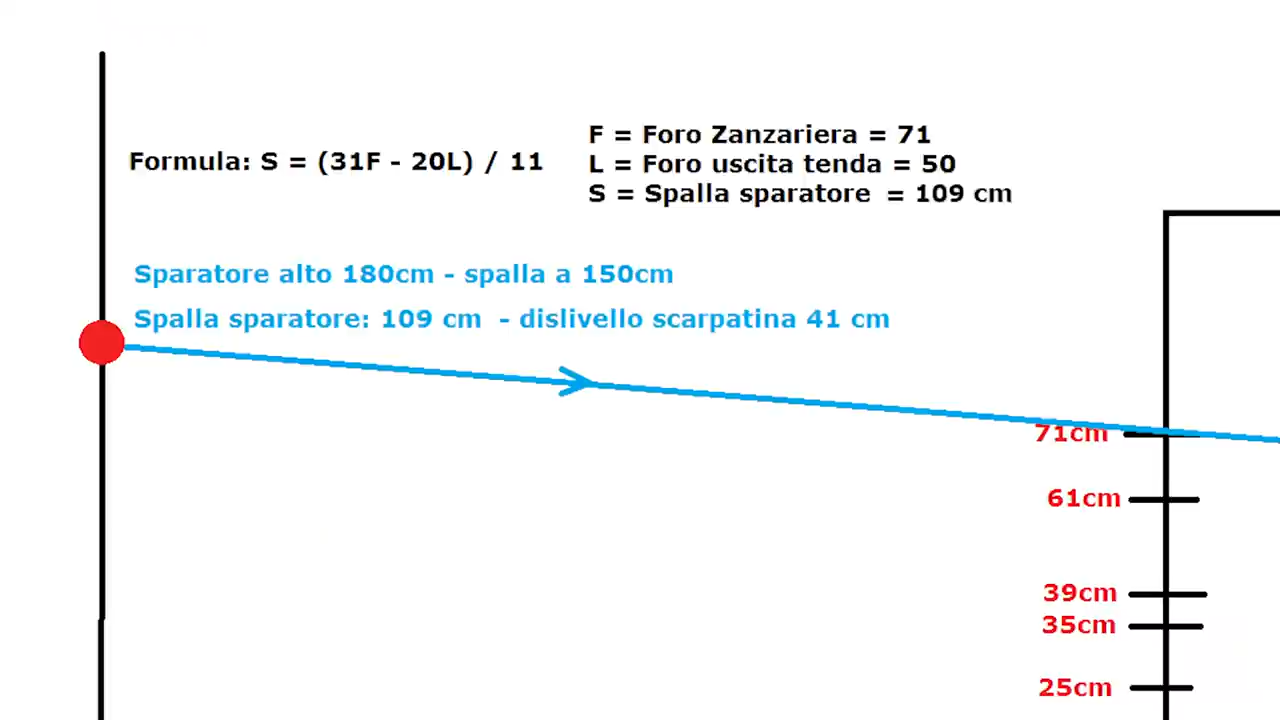 F = Foro Zanzariera = 71
Formula: S = (31F - 20L) / 11
L = Foro uscita tenda = 50
S = Spalla sparatore = 109 cm
Sparatore alto 180cm - spalla a 150cm
Spalla sparatore: 109 cm - dislivello scarpatina 41 cm
71cm
61cm
39cm
35cm
25cm